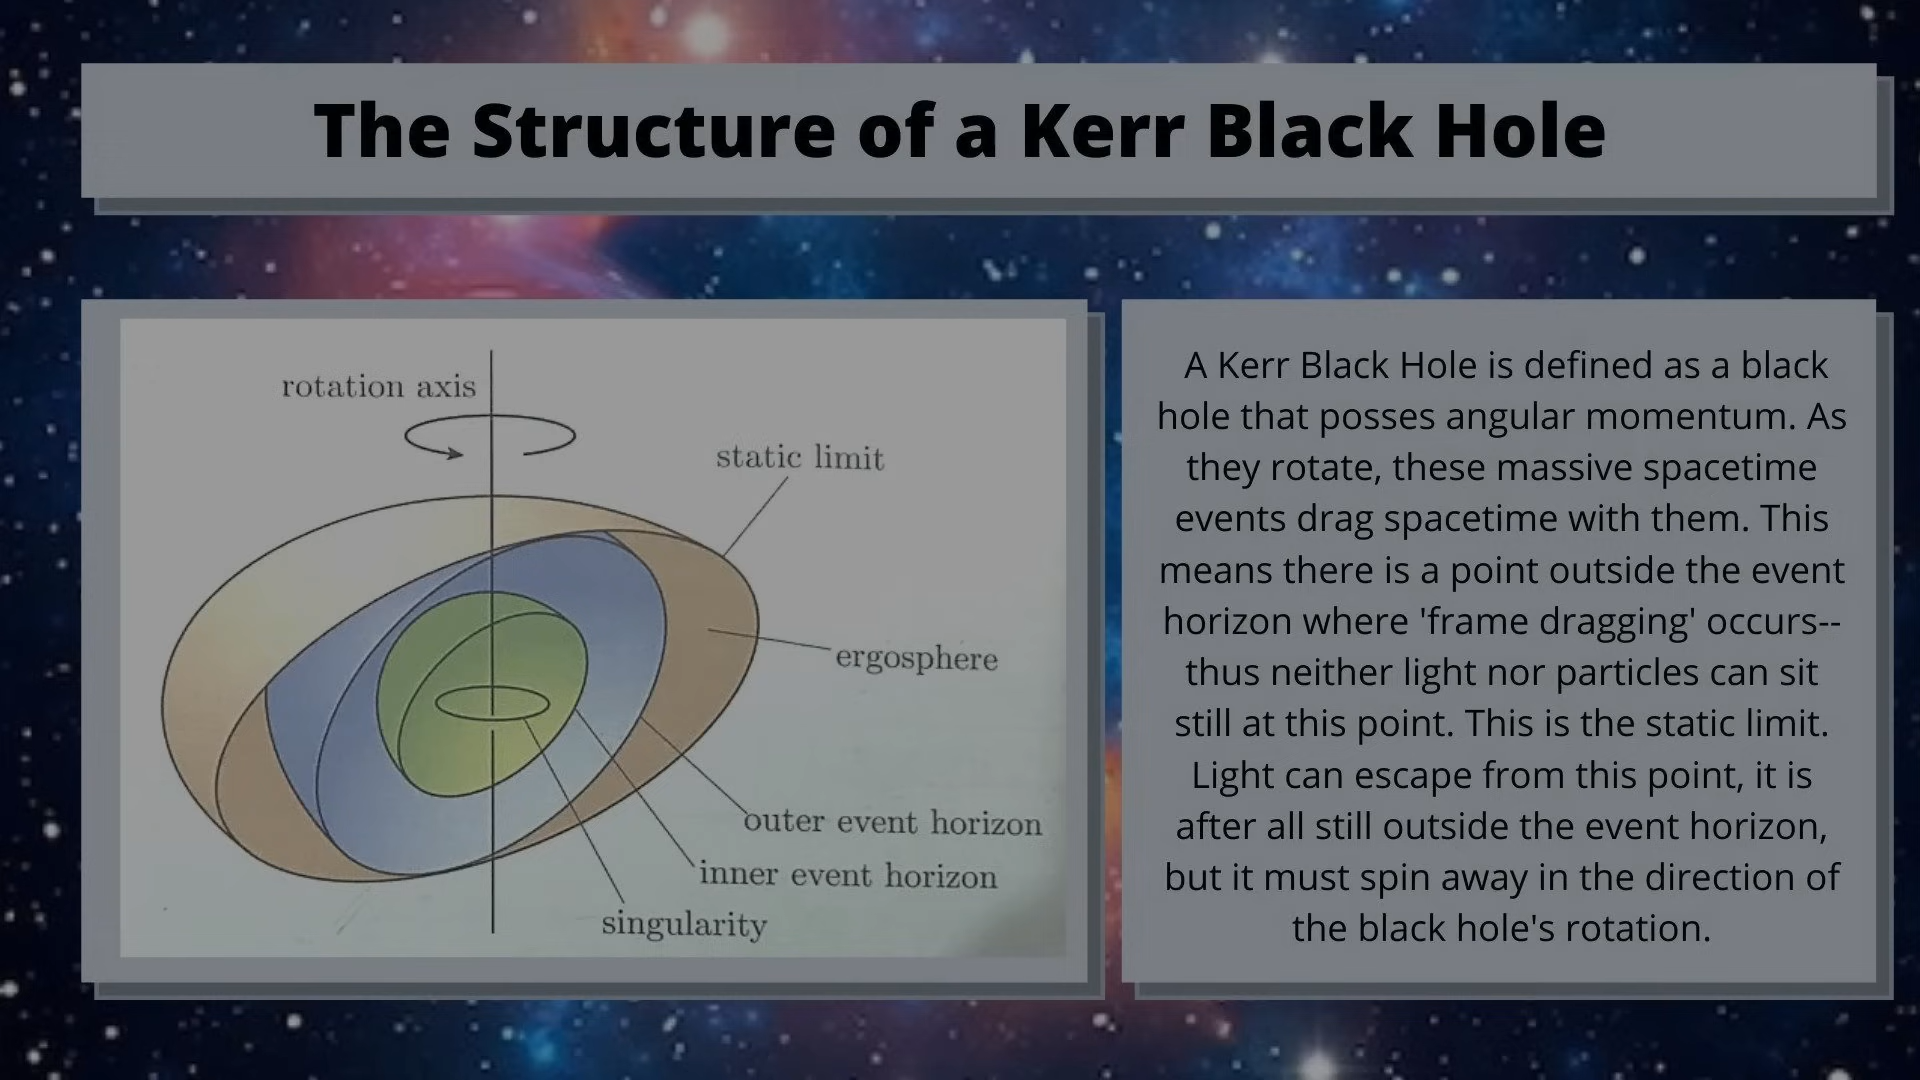 The Structure of a Kerr Black Hole
rotation axis
static limit
ergosphere
outer event horizon
inner event horizon
singularity
A Kerr Black Hole is defined as a black
hole that posses angular momentum. As
they rotate, these massive spacetime
events drag spacetime with them. This
means there is a point outside the event
horizon where 'frame dragging' occurs--
thus neither light nor particles can sit
still at this point. This is the static limit.
Light can escape from this point, it is
after all still outside the event horizon,
but it must spin away in the direction of
the black hole's rotation.